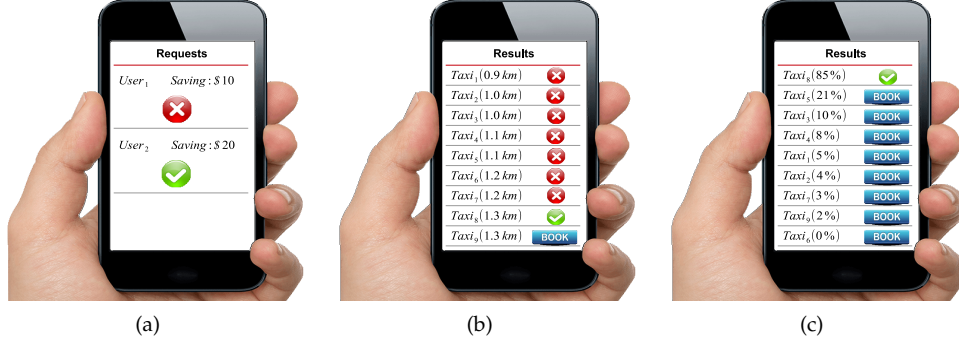 Requests
User₁ Saving : $ 10
User₂ Saving : $ 20
Results
Taxi₁(0.9 km)
Taxi₂(1.0 km)
Taxi₃(1.0 km)
Taxi₄(1.1 km)
Taxi₅(1.1 km)
Taxi₆(1.2 km)
Taxi₇(1.2 km)
Taxi₈(1.3 km)
Taxi₉(1.3 km) BOOK
Results
Taxi₈(85%)
Taxi₅(21%) BOOK
Taxi₃(10%) BOOK
Taxi₄(8%) BOOK
Taxi₁(5%) BOOK
Taxi₂(4%) BOOK
Taxi₇(3%) BOOK
Taxi₉(2%) BOOK
Taxi₆(0%) BOOK
(a) (b) (c)